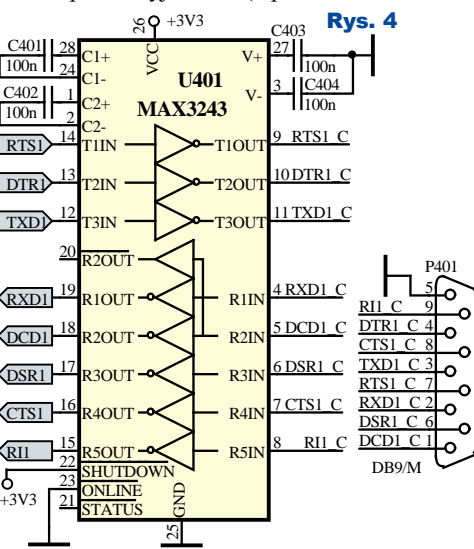 Rys. 4
26 +3V3
C401 28 C1+ VCC V+ 27 C403
100n 24 C1- U401 100n
C402 1 C2+ MAX3243 V- 3 C404
100n 2 C2- 100n
RTS1 14 T1IN T1OUT 9 RTS1_C
DTR1 13 T2IN T2OUT 10 DTR1_C
TXD1 12 T3IN T3OUT 11 TXD1_C
20 R2OUT
RXD1 19 R1OUT R1IN 4 RXD1_C
DCD1 18 R2OUT R2IN 5 DCD1_C
DSR1 17 R3OUT R3IN 6 DSR1_C
CTS1 16 R4OUT R4IN 7 CTS1_C
RI1 15 R5OUT R5IN 8 RI1_C
22 SHUTDOWN
+3V3 23 ONLINE
21 STATUS
GND
25
P401
5
RI1_C 9
DTR1_C 4
CTS1_C 8
TXD1_C 3
RTS1_C 7
RXD1_C 2
DSR1_C 6
DCD1_C 1
DB9/M